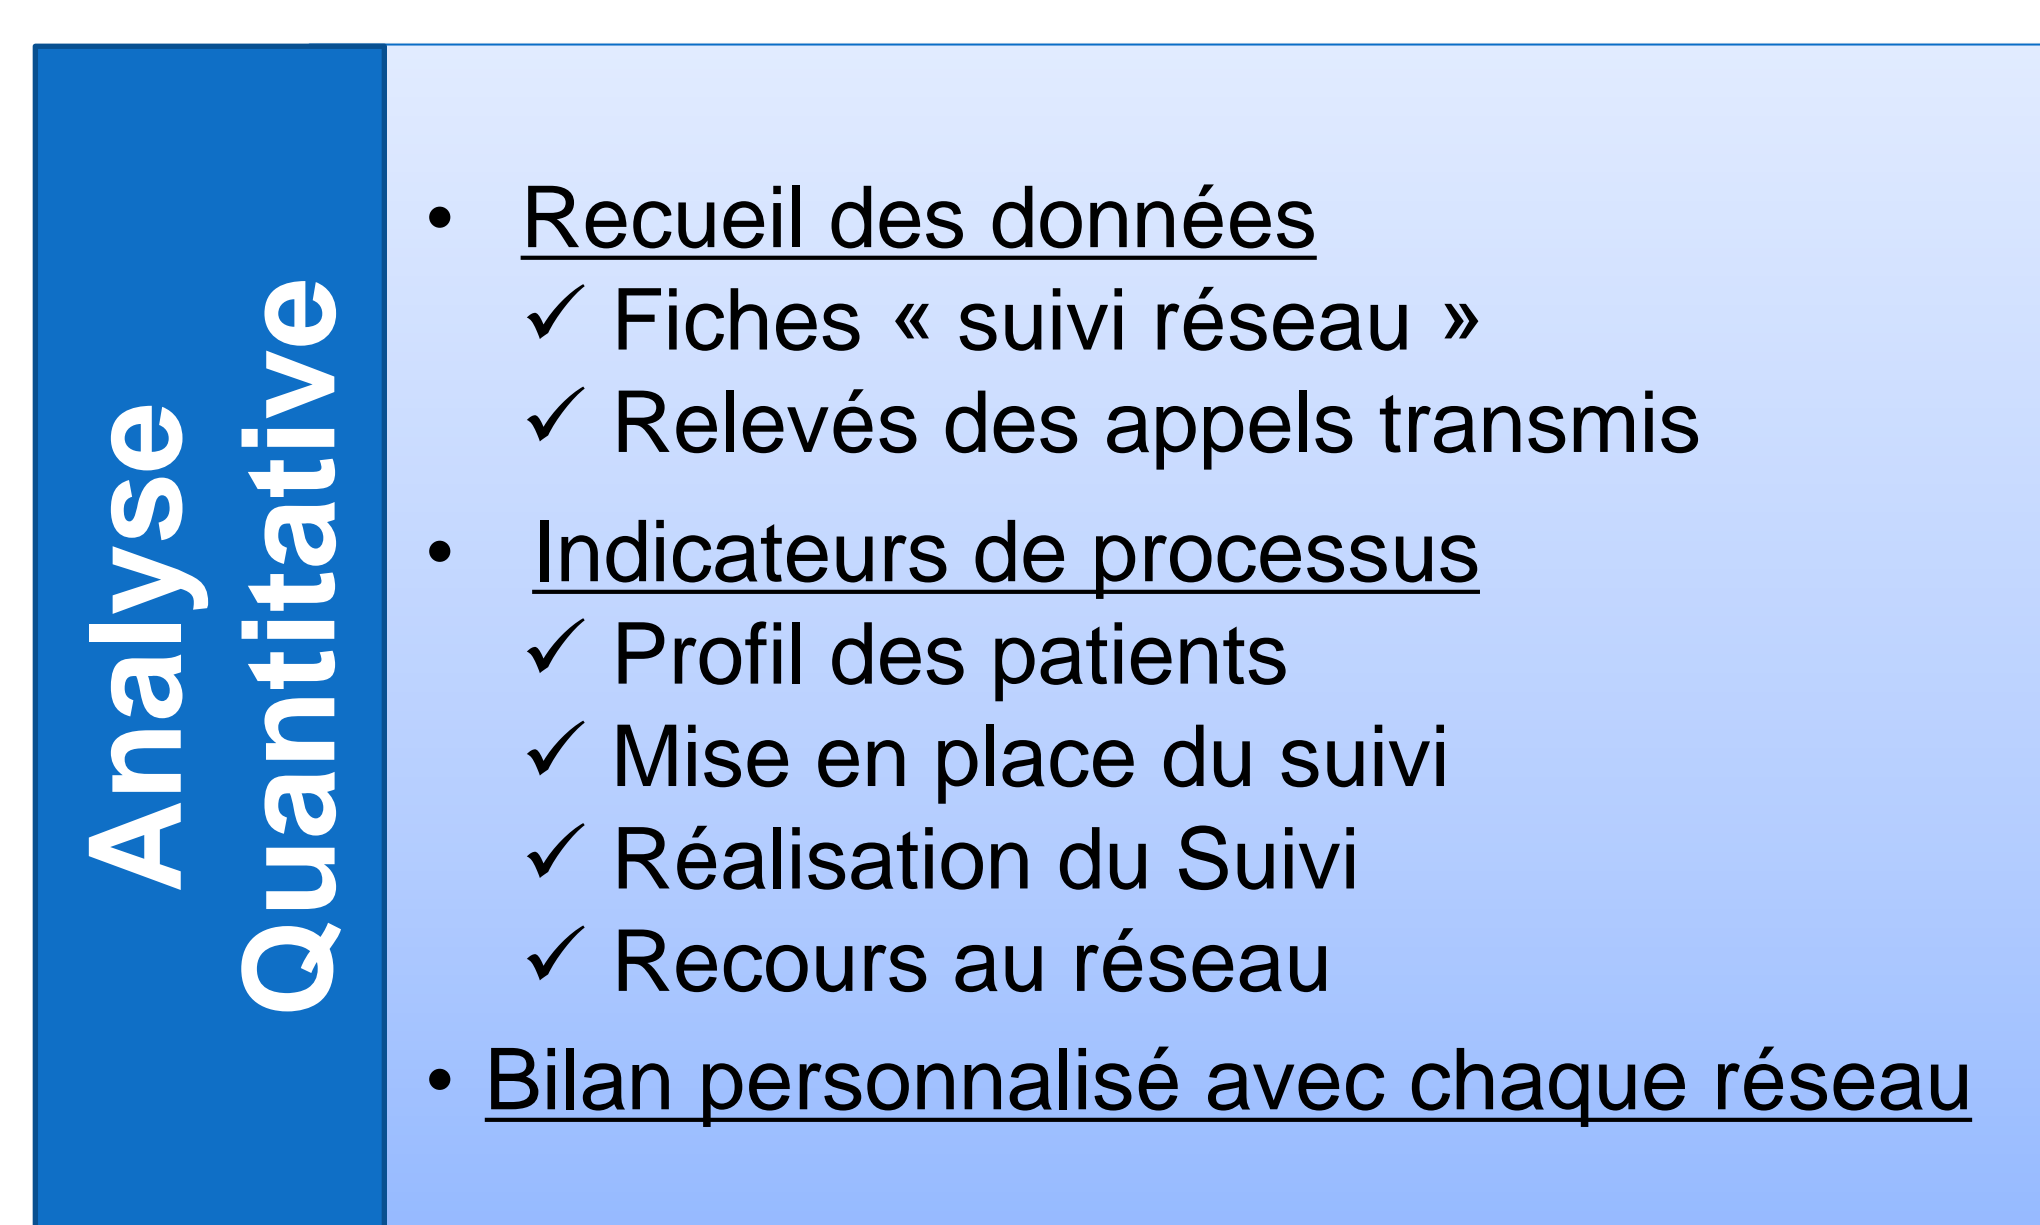 Analyse
Quantitative
• Recueil des données
✓ Fiches « suivi réseau »
✓ Relevés des appels transmis
• Indicateurs de processus
✓ Profil des patients
✓ Mise en place du suivi
✓ Réalisation du Suivi
✓ Recours au réseau
• Bilan personnalisé avec chaque réseau